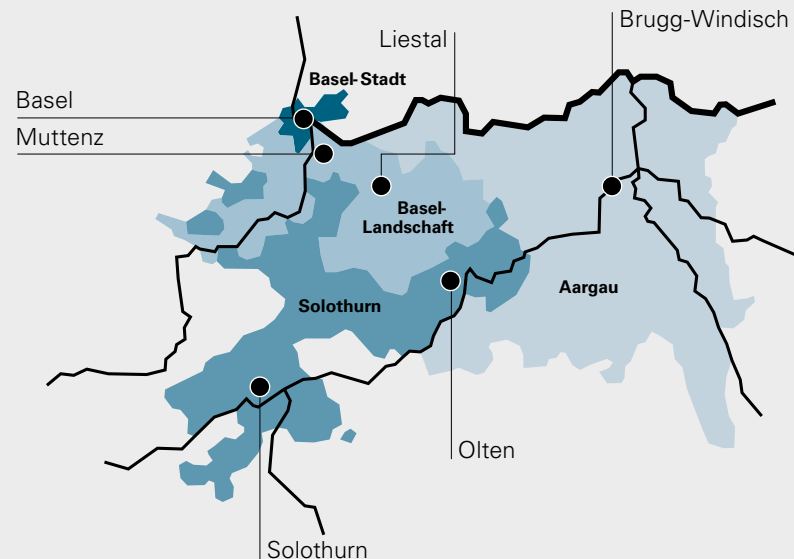 Brugg-Windisch
Liestal
Basel-Stadt
Basel
Muttenz
Basel-
Landschaft
Aargau
Solothurn
Olten
Solothurn